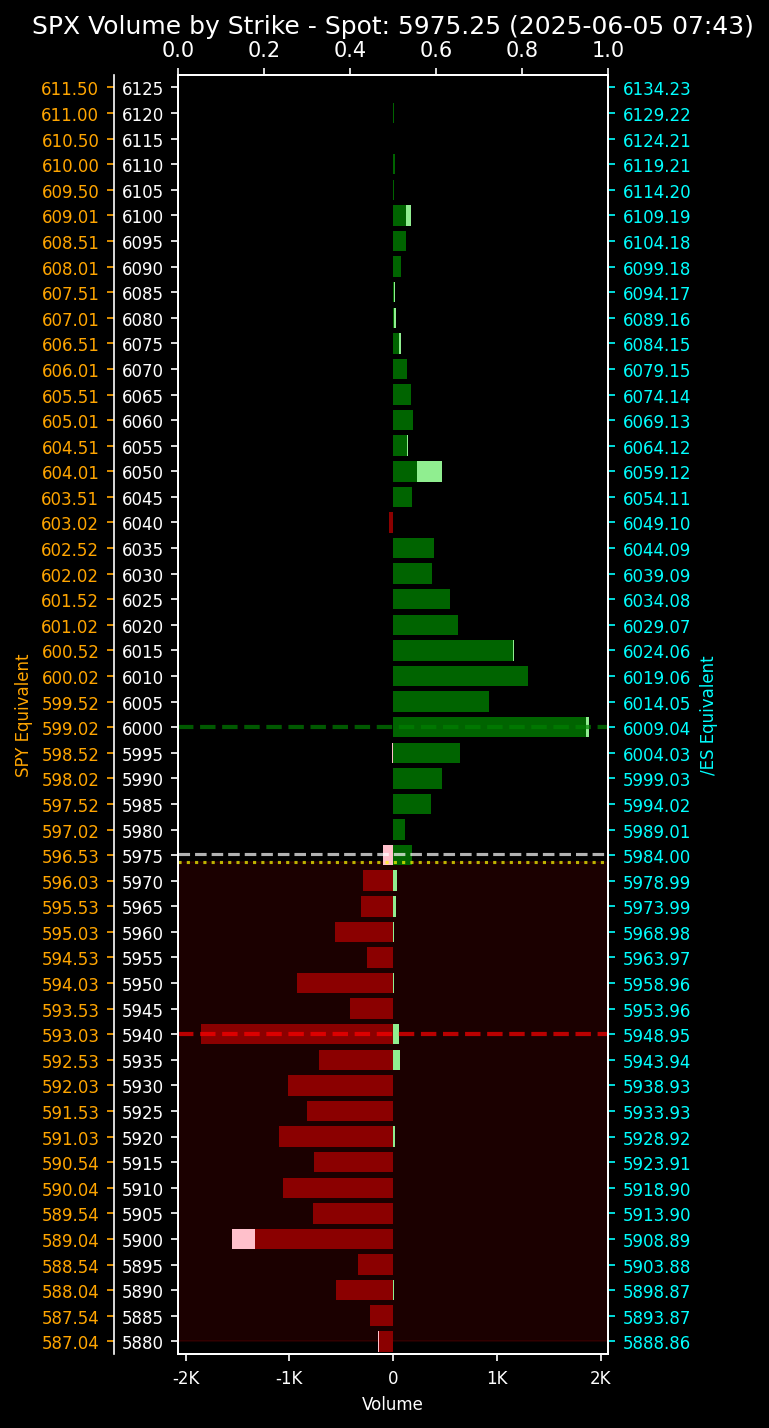 SPX Volume by Strike - Spot: 5975.25 (2025-06-05 07:43)
0.0 0.2 0.4 0.6 0.8 1.0
611.50 6125 6134.23
611.00 6120 6129.22
610.50 6115 6124.21
610.00 6110 6119.21
609.50 6105 6114.20
609.01 6100 6109.19
608.51 6095 6104.18
608.01 6090 6099.18
607.51 6085 6094.17
607.01 6080 6089.16
606.51 6075 6084.15
606.01 6070 6079.15
605.51 6065 6074.14
605.01 6060 6069.13
604.51 6055 6064.12
604.01 6050 6059.12
603.51 6045 6054.11
603.02 6040 6049.10
602.52 6035 6044.09
602.02 6030 6039.09
601.52 6025 6034.08
601.02 6020 6029.07
600.52 6015 6024.06
600.02 6010 6019.06
599.52 6005 6014.05
599.02 6000 6009.04
598.52 5995 6004.03
598.02 5990 5999.03
597.52 5985 5994.02
597.02 5980 5989.01
596.53 5975 5984.00
596.03 5970 5978.99
595.53 5965 5973.99
595.03 5960 5968.98
594.53 5955 5963.97
594.03 5950 5958.96
593.53 5945 5953.96
593.03 5940 5948.95
592.53 5935 5943.94
592.03 5930 5938.93
591.53 5925 5933.93
591.03 5920 5928.92
590.54 5915 5923.91
590.04 5910 5918.90
589.54 5905 5913.90
589.04 5900 5908.89
588.54 5895 5903.88
588.04 5890 5898.87
587.54 5885 5893.87
587.04 5880 5888.86
SPY Equivalent
/ES Equivalent
-2K -1K 0 1K 2K
Volume